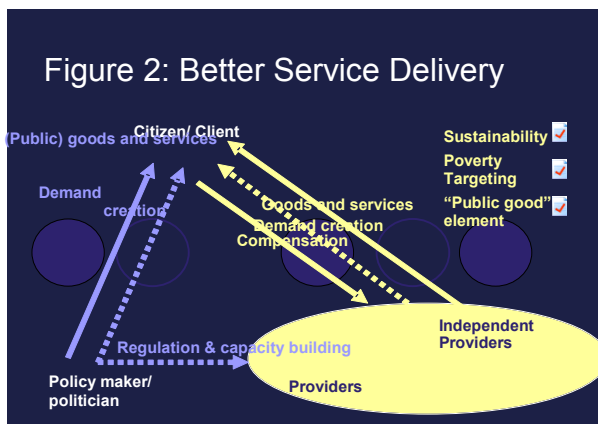 Figure 2: Better Service Delivery
Citizen/ Client
(Public) goods and services
Sustainability
Poverty
Targeting
“Public good”
element
Demand
creation
Goods and services
Demand creation
Compensation
Regulation & capacity building
Independent
Providers
Policy maker/
politician
Providers